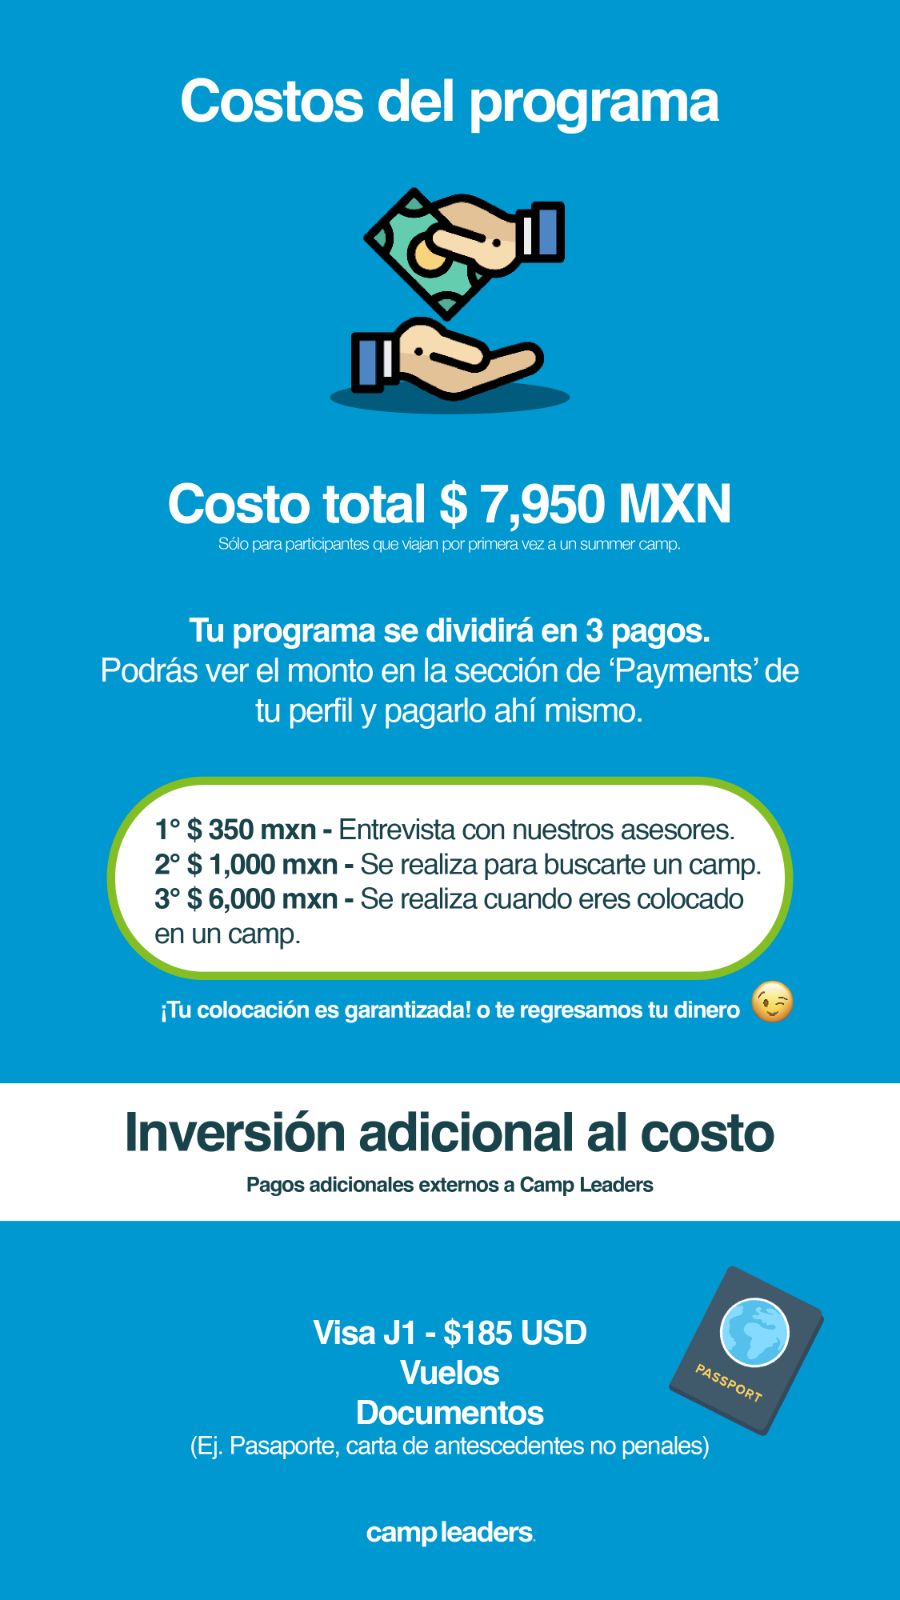 Costos del programa
Costo total $ 7,950 MXN
Sólo para participantes que viajan por primera vez a un summer camp.
Tu programa se dividirá en 3 pagos.
Podrás ver el monto en la sección de ‘Payments’ de
tu perfil y pagarlo ahí mismo.
1° $ 350 mxn - Entrevista con nuestros asesores.
2° $ 1,000 mxn - Se realiza para buscarte un camp.
3° $ 6,000 mxn - Se realiza cuando eres colocado
en un camp.
¡Tu colocación es garantizada! o te regresamos tu dinero
Inversión adicional al costo
Pagos adicionales externos a Camp Leaders
Visa J1 - $185 USD
Vuelos
Documentos
(Ej. Pasaporte, carta de antescedentes no penales)
PASSPORT
camp leaders.